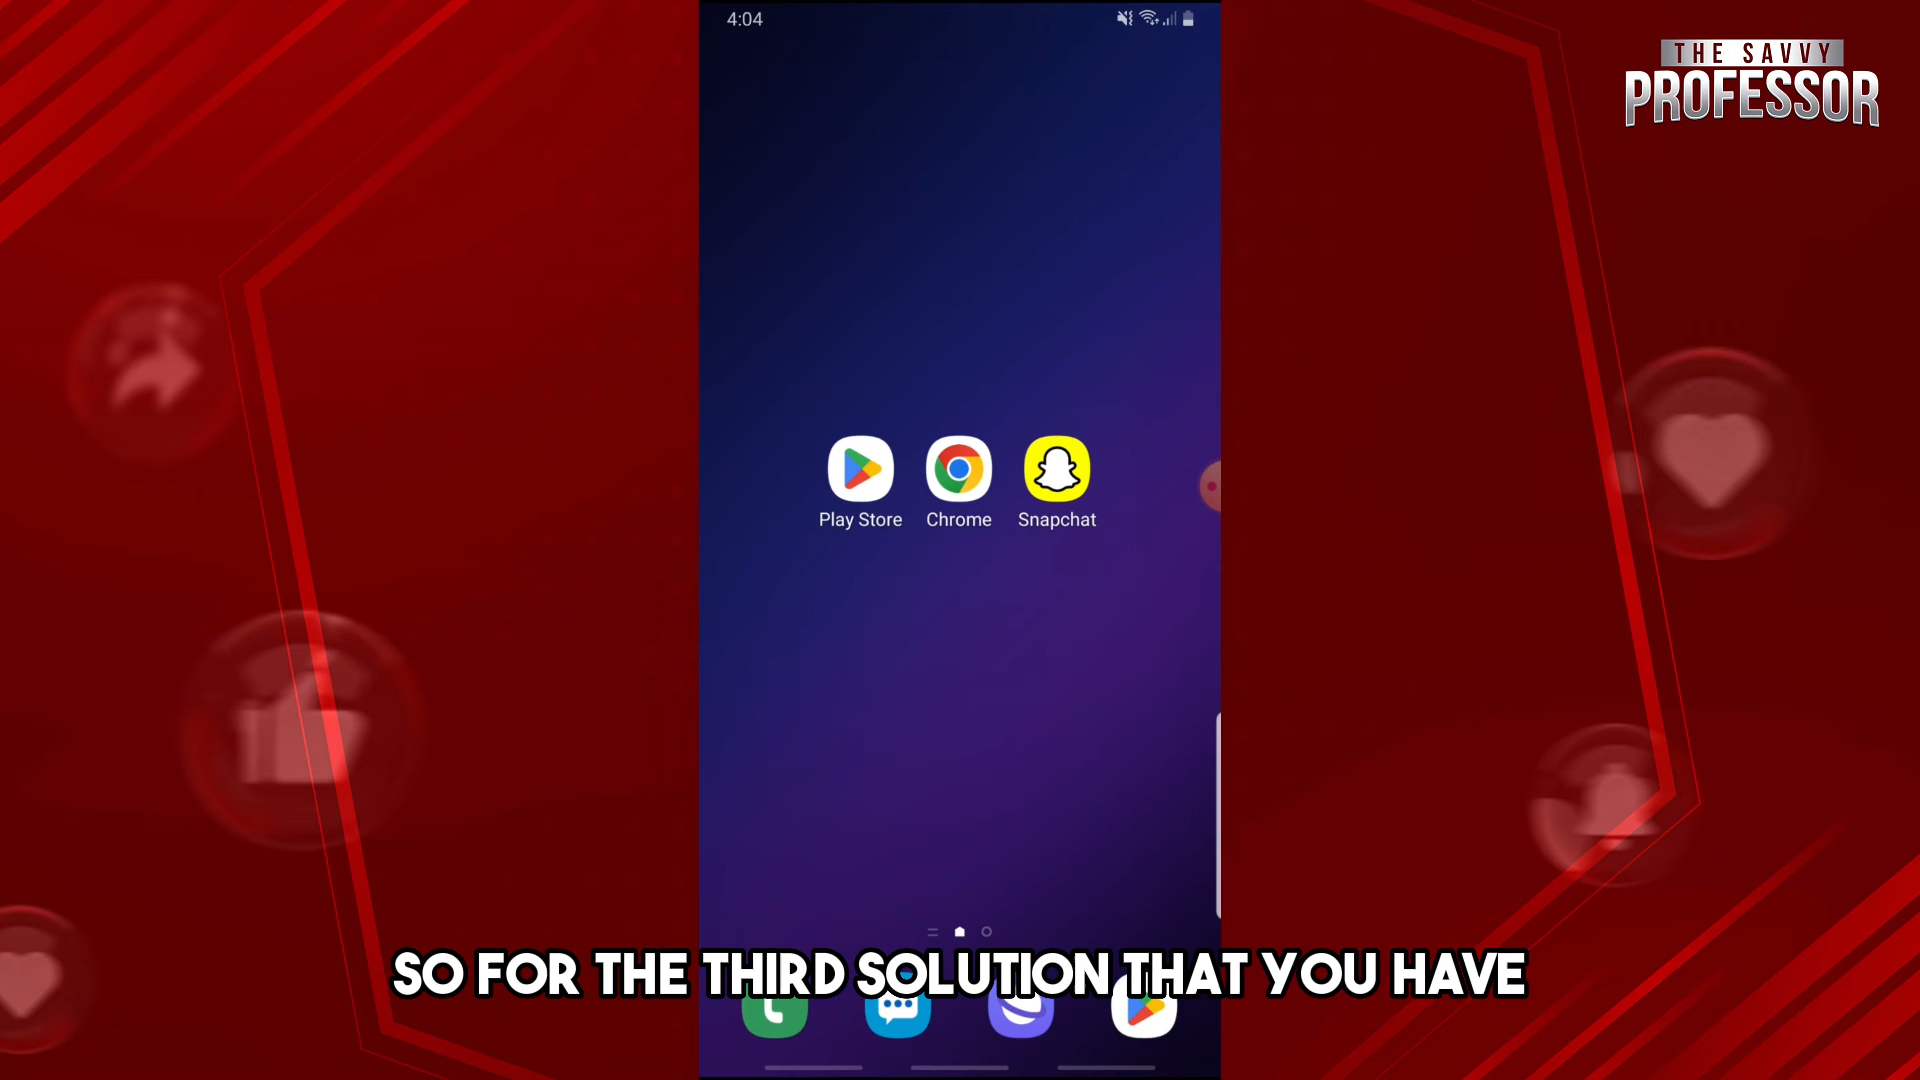 4:04
THE SAVVY
PROFESSOR
Play Store
Chrome
Snapchat
SO FOR THE THIRD SOLUTION THAT YOU HAVE